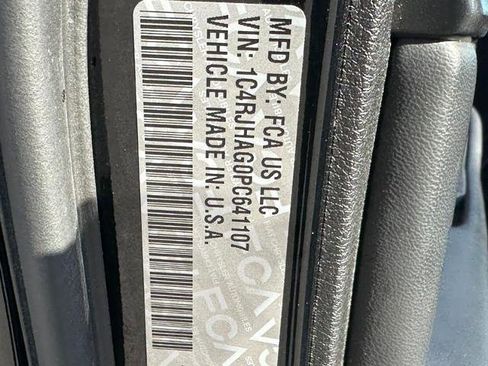 MFD BY: FCA US LLC
VIN: 1C4RJHAG0PC641107
VEHICLE MADE IN: U.S.A.